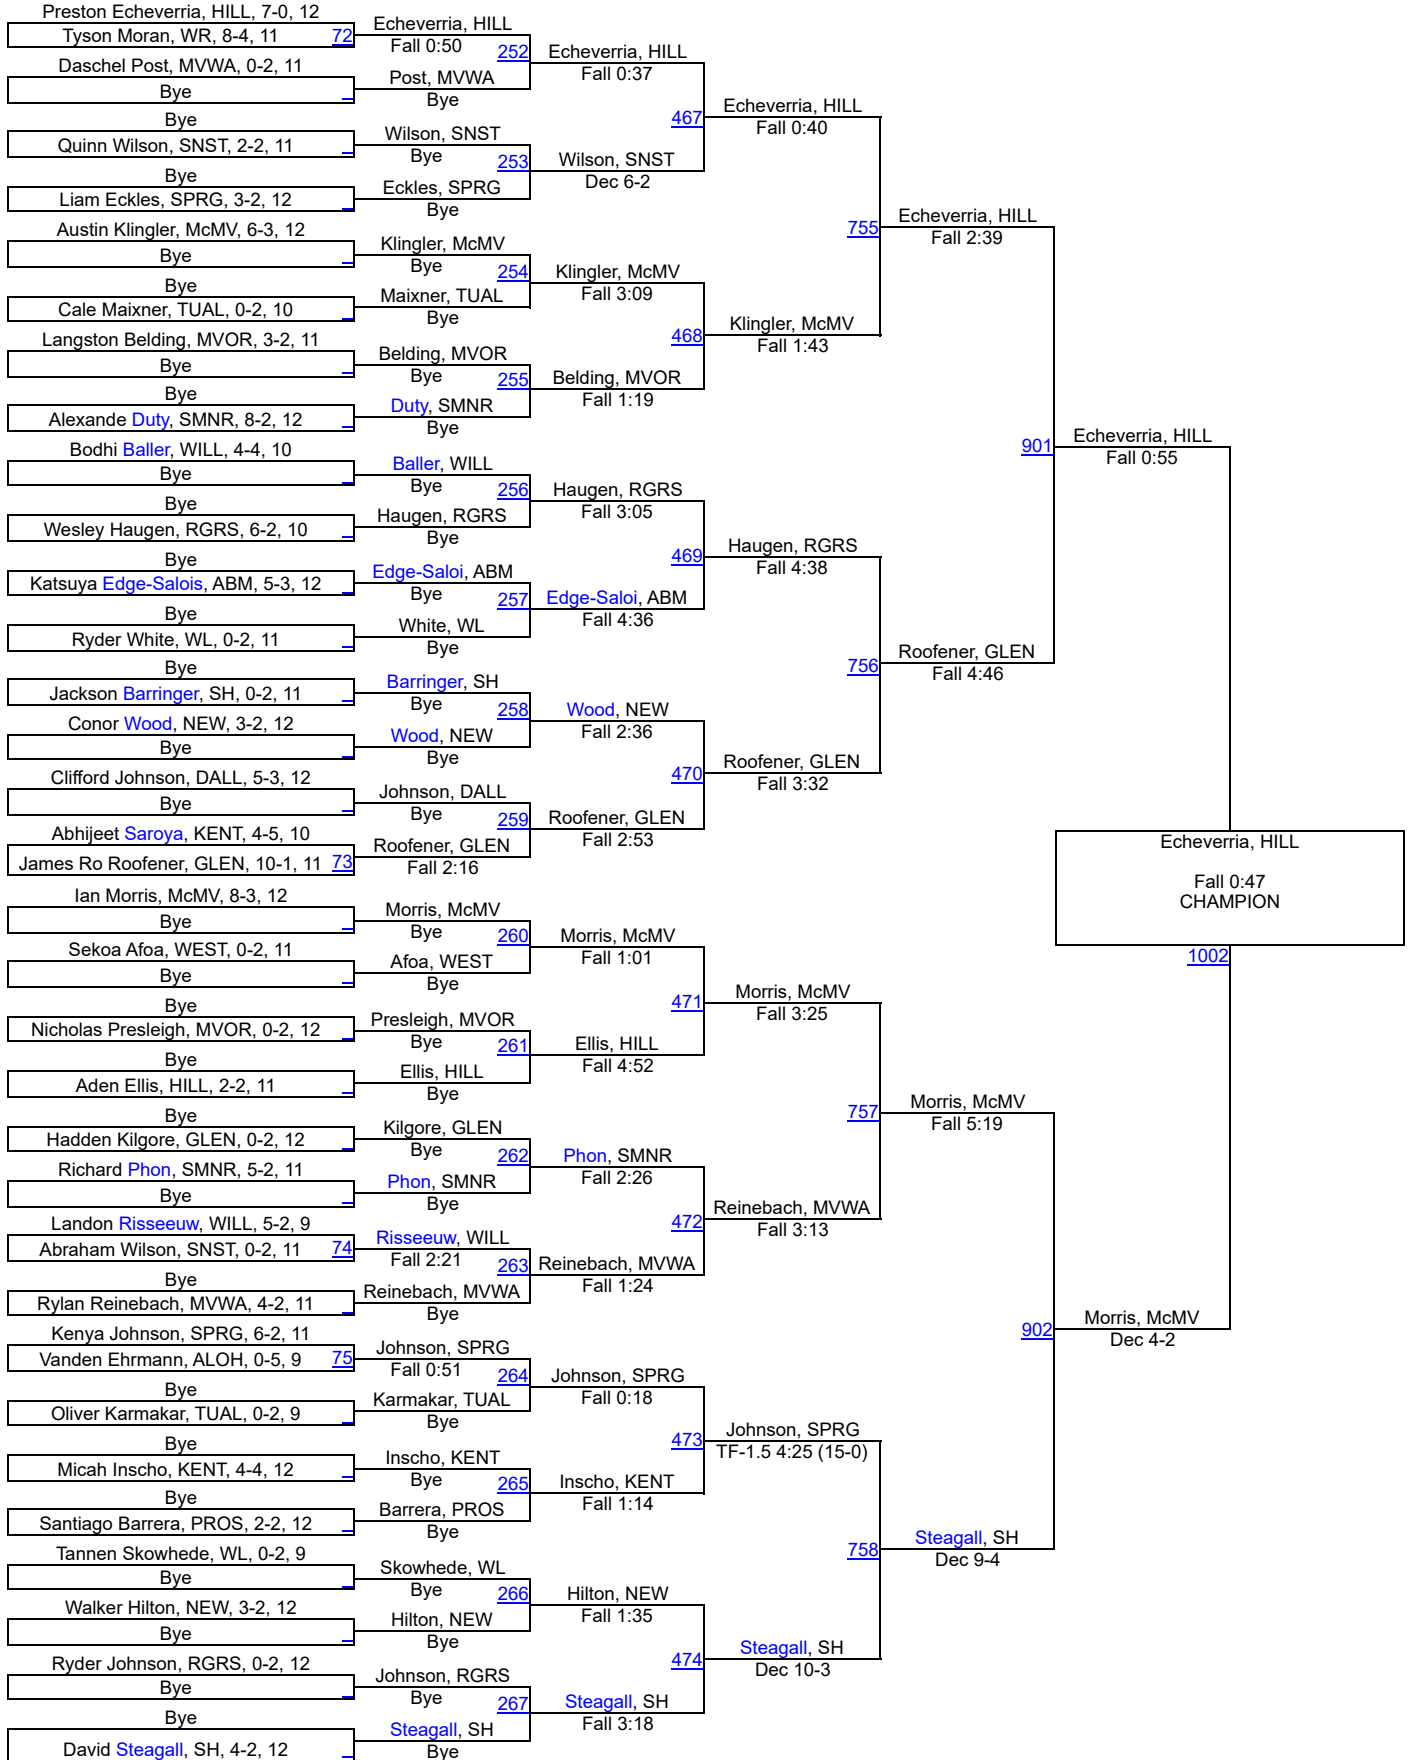 Preston Echeverria, HILL, 7-0, 12
Tyson Moran, WR, 8-4, 11 72
Daschel Post, MVWA, 0-2, 11
Bye
Bye
Quinn Wilson, SNST, 2-2, 11
Bye
Liam Eckles, SPRG, 3-2, 12
Austin Klingler, McMV, 6-3, 12
Bye
Bye
Cale Maixner, TUAL, 0-2, 10
Langston Belding, MVOR, 3-2, 11
Bye
Bye
Alexande Duty, SMNR, 8-2, 12
Bodhi Baller, WILL, 4-4, 10
Bye
Bye
Wesley Haugen, RGRS, 6-2, 10
Bye
Katsuya Edge-Salois, ABM, 5-3, 12
Bye
Ryder White, WL, 0-2, 11
Bye
Jackson Barringer, SH, 0-2, 11
Conor Wood, NEW, 3-2, 12
Bye
Clifford Johnson, DALL, 5-3, 12
Bye
Abhijeet Saroya, KENT, 4-5, 10
James Ro Roofener, GLEN, 10-1, 11 73
Ian Morris, McMV, 8-3, 12
Bye
Sekoa Afoa, WEST, 0-2, 11
Bye
Bye
Nicholas Presleigh, MVOR, 0-2, 12
Bye
Aden Ellis, HILL, 2-2, 11
Bye
Hadden Kilgore, GLEN, 0-2, 12
Richard Phon, SMNR, 5-2, 11
Bye
Landon Risseeuw, WILL, 5-2, 9
Abraham Wilson, SNST, 0-2, 11 74
Bye
Rylan Reinebach, MVWA, 4-2, 11
Kenya Johnson, SPRG, 6-2, 11
Vanden Ehrmann, ALOH, 0-5, 9 75
Bye
Oliver Karmakar, TUAL, 0-2, 9
Bye
Micah Inscho, KENT, 4-4, 12
Bye
Santiago Barrera, PROS, 2-2, 12
Tannen Skowhede, WL, 0-2, 9
Bye
Walker Hilton, NEW, 3-2, 12
Bye
Ryder Johnson, RGRS, 0-2, 12
Bye
Bye
David Steagall, SH, 4-2, 12
Echeverria, HILL
Fall 0:50
252
Post, MVWA
Bye
Wilson, SNST
Bye
253
Eckles, SPRG
Bye
Klingler, McMV
Bye
254
Maixner, TUAL
Bye
Belding, MVOR
Bye
255
Duty, SMNR
Bye
Baller, WILL
Bye
256
Haugen, RGRS
Bye
Edge-Saloi, ABM
Bye
257
White, WL
Bye
Barringer, SH
Bye
258
Wood, NEW
Bye
Johnson, DALL
Bye
259
Roofener, GLEN
Fall 2:16
Morris, McMV
Bye
260
Afoa, WEST
Bye
Presleigh, MVOR
Bye
261
Ellis, HILL
Bye
Kilgore, GLEN
Bye
262
Phon, SMNR
Bye
Risseeuw, WILL
Fall 2:21
263
Reinebach, MVWA
Bye
Johnson, SPRG
Fall 0:51
264
Karmakar, TUAL
Bye
Inscho, KENT
Bye
265
Barrera, PROS
Bye
Skowhede, WL
Bye
266
Hilton, NEW
Bye
Johnson, RGRS
Bye
267
Steagall, SH
Bye
Echeverria, HILL
Fall 0:37
467
Wilson, SNST
Dec 6-2
Klingler, McMV
Fall 3:09
468
Belding, MVOR
Fall 1:19
Haugen, RGRS
Fall 3:05
469
Edge-Saloi, ABM
Fall 4:36
Wood, NEW
Fall 2:36
470
Roofener, GLEN
Fall 2:53
Morris, McMV
Fall 1:01
471
Ellis, HILL
Fall 4:52
Phon, SMNR
Fall 2:26
472
Reinebach, MVWA
Fall 1:24
Johnson, SPRG
Fall 0:18
473
Inscho, KENT
Fall 1:14
Hilton, NEW
Fall 1:35
474
Steagall, SH
Fall 3:18
Echeverria, HILL
Fall 0:40
755
Klingler, McMV
Fall 1:43
Haugen, RGRS
Fall 4:38
756
Roofener, GLEN
Fall 3:32
Morris, McMV
Fall 3:25
757
Reinebach, MVWA
Fall 3:13
Johnson, SPRG
TF-1.5 4:25 (15-0)
758
Steagall, SH
Dec 10-3
Echeverria, HILL
Fall 2:39
901
Roofener, GLEN
Fall 4:46
Morris, McMV
Fall 5:19
902
Steagall, SH
Dec 9-4
Echeverria, HILL
Fall 0:55
Morris, McMV
Dec 4-2
Echeverria, HILL
Fall 0:47
CHAMPION
1002